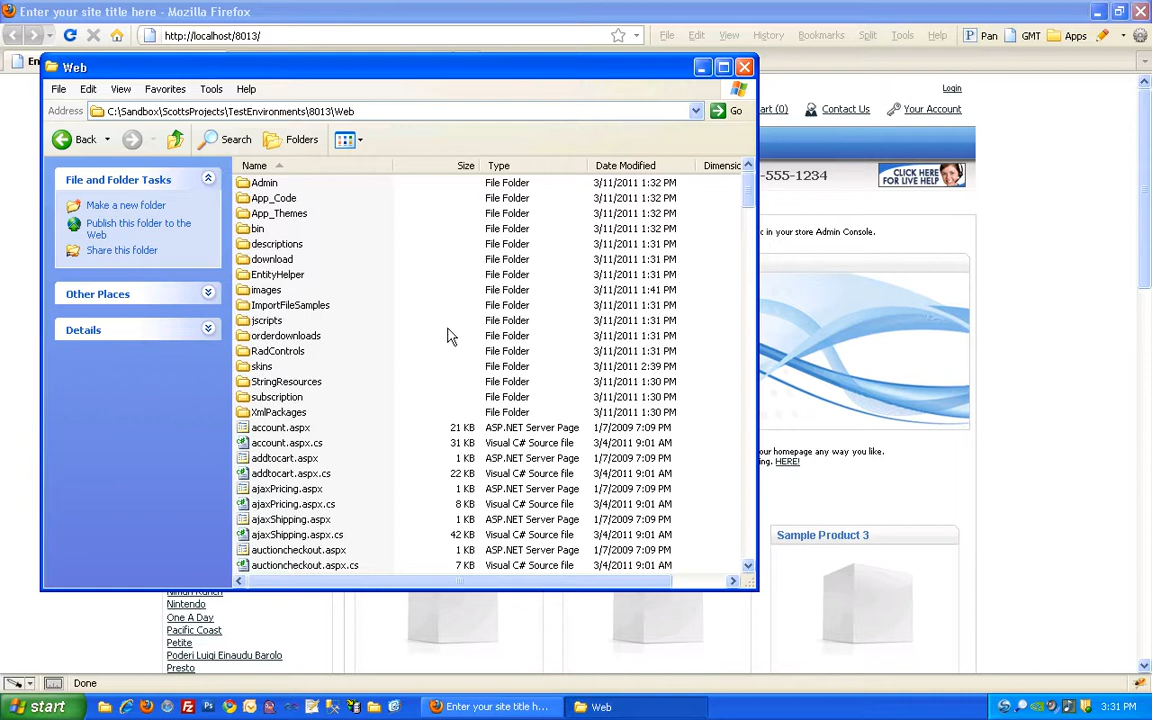 Enter your site title here - Mozilla Firefox
http://localhost/8013/
File Edit View History Bookmarks Split Tools Help
Pan GMT Apps
En
Web
File Edit View Favorites Tools Help
Address C:\Sandbox\ScottsProjects\TestEnvironments\8013\Web Go
Back Search Folders
File and Folder Tasks
Make a new folder
Publish this folder to the
Web
Share this folder
Other Places
Details
Name Size Type Date Modified Dimensic
Admin File Folder 3/11/2011 1:32 PM
App_Code File Folder 3/11/2011 1:32 PM
App_Themes File Folder 3/11/2011 1:32 PM
bin File Folder 3/11/2011 1:32 PM
descriptions File Folder 3/11/2011 1:31 PM
download File Folder 3/11/2011 1:31 PM
EntityHelper File Folder 3/11/2011 1:31 PM
images File Folder 3/11/2011 1:41 PM
ImportFileSamples File Folder 3/11/2011 1:31 PM
jscripts File Folder 3/11/2011 1:31 PM
orderdownloads File Folder 3/11/2011 1:31 PM
RadControls File Folder 3/11/2011 1:31 PM
skins File Folder 3/11/2011 2:39 PM
StringResources File Folder 3/11/2011 1:30 PM
subscription File Folder 3/11/2011 1:30 PM
XmlPackages File Folder 3/11/2011 1:30 PM
account.aspx 21 KB ASP.NET Server Page 1/7/2009 7:09 PM
account.aspx.cs 31 KB Visual C# Source file 3/4/2011 9:01 AM
addtocart.aspx 1 KB ASP.NET Server Page 1/7/2009 7:09 PM
addtocart.aspx.cs 22 KB Visual C# Source file 3/4/2011 9:01 AM
ajaxPricing.aspx 1 KB ASP.NET Server Page 1/7/2009 7:09 PM
ajaxPricing.aspx.cs 8 KB Visual C# Source file 3/4/2011 9:01 AM
ajaxShipping.aspx 1 KB ASP.NET Server Page 1/7/2009 7:09 PM
ajaxShipping.aspx.cs 42 KB Visual C# Source file 3/4/2011 9:01 AM
auctioncheckout.aspx 1 KB ASP.NET Server Page 1/7/2009 7:09 PM
auctioncheckout.aspx.cs 7 KB Visual C# Source file 3/4/2011 9:01 AM
Login
art (0) Contact Us Your Account
-555-1234
CLICK HERE
FOR LIVE HELP
c in your store Admin Console.
your homepage any way you like.
ing. HERE!
Sample Product 3
Niman Ranch
Nintendo
One A Day
Pacific Coast
Petite
Poderi Luigi Einaudu Barolo
Presto
Done
start
Enter your site title h...
Web
3:31 PM